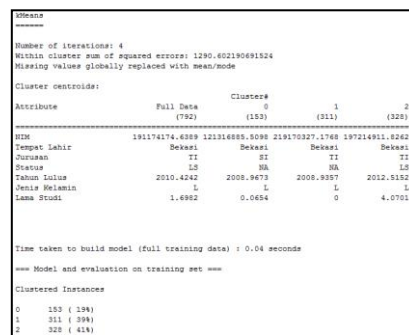 kMeans
======
Number of iterations: 4
Within cluster sum of squared errors: 1290.602190691524
Missing values globally replaced with mean/mode
Cluster centroids:
Cluster#
Attribute Full Data 0 1 2
(792) (153) (311) (328)
NIM 191174174.6389 121316885.5098 219170327.1768 197214911.8262
Tempat Lahir Bekasi Bekasi Bekasi Bekasi
Jurusan TI SI TI TI
Status LS NA NA LS
Tahun Lulus 2010.4242 2008.9673 2008.9357 2012.5152
Jenis Kelamin L L L L
Lama Studi 1.6982 0.0654 0 4.0701
Time taken to build model (full training data) : 0.04 seconds
=== Model and evaluation on training set ===
Clustered Instances
0 153 ( 19%)
1 311 ( 39%)
2 328 ( 41%)